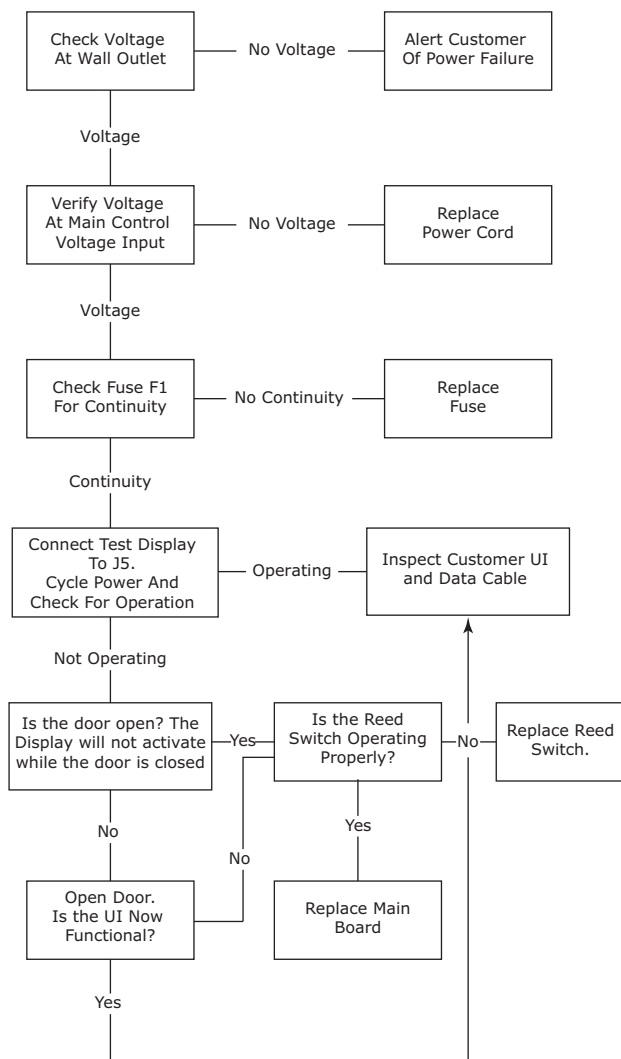 Check Voltage
At Wall Outlet
No Voltage
Alert Customer
Of Power Failure
Voltage
Verify Voltage
At Main Control
Voltage Input
No Voltage
Replace
Power Cord
Voltage
Check Fuse F1
For Continuity
No Continuity
Replace
Fuse
Continuity
Connect Test Display
To J5.
Cycle Power And
Check For Operation
Operating
Inspect Customer UI
and Data Cable
Not Operating
Is the door open? The
Display will not activate
while the door is closed
Yes
Is the Reed
Switch Operating
Properly?
No
Replace Reed
Switch.
No
No
Yes
Open Door.
Is the UI Now
Functional?
Replace Main
Board
Yes